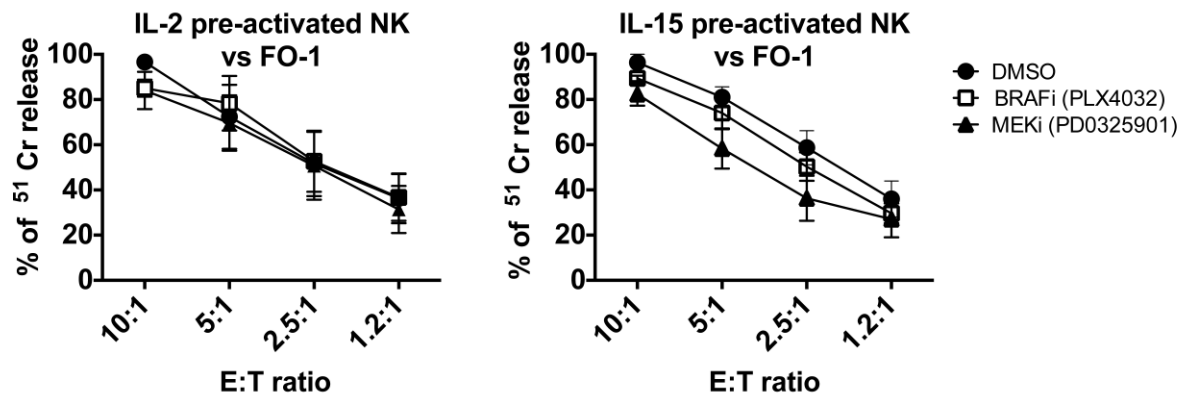 IL-2 pre-activated NK
vs FO-1
% of 51 Cr release
100
80
60
40
20
0
10:1
5:1
2.5:1
1.2:1
E:T ratio
IL-15 pre-activated NK
vs FO-1
% of 51 Cr release
100
80
60
40
20
0
10:1
5:1
2.5:1
1.2:1
E:T ratio
DMSO
BRAFi (PLX4032)
MEKi (PD0325901)